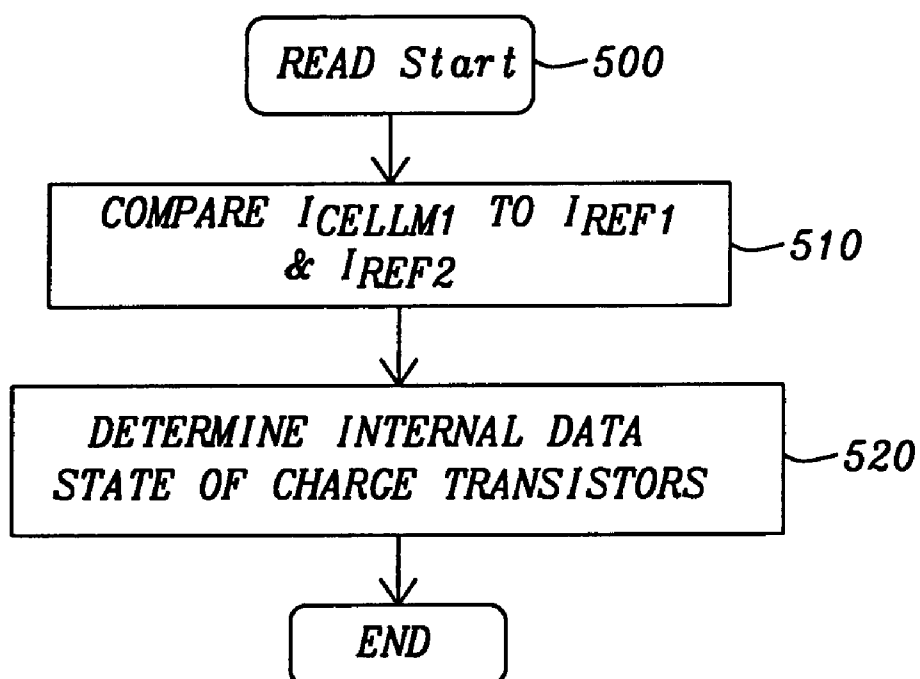 READ Start 500
COMPARE ICELLM1 TO IREF1
& IREF2
510
DETERMINE INTERNAL DATA
STATE OF CHARGE TRANSISTORS
520
END